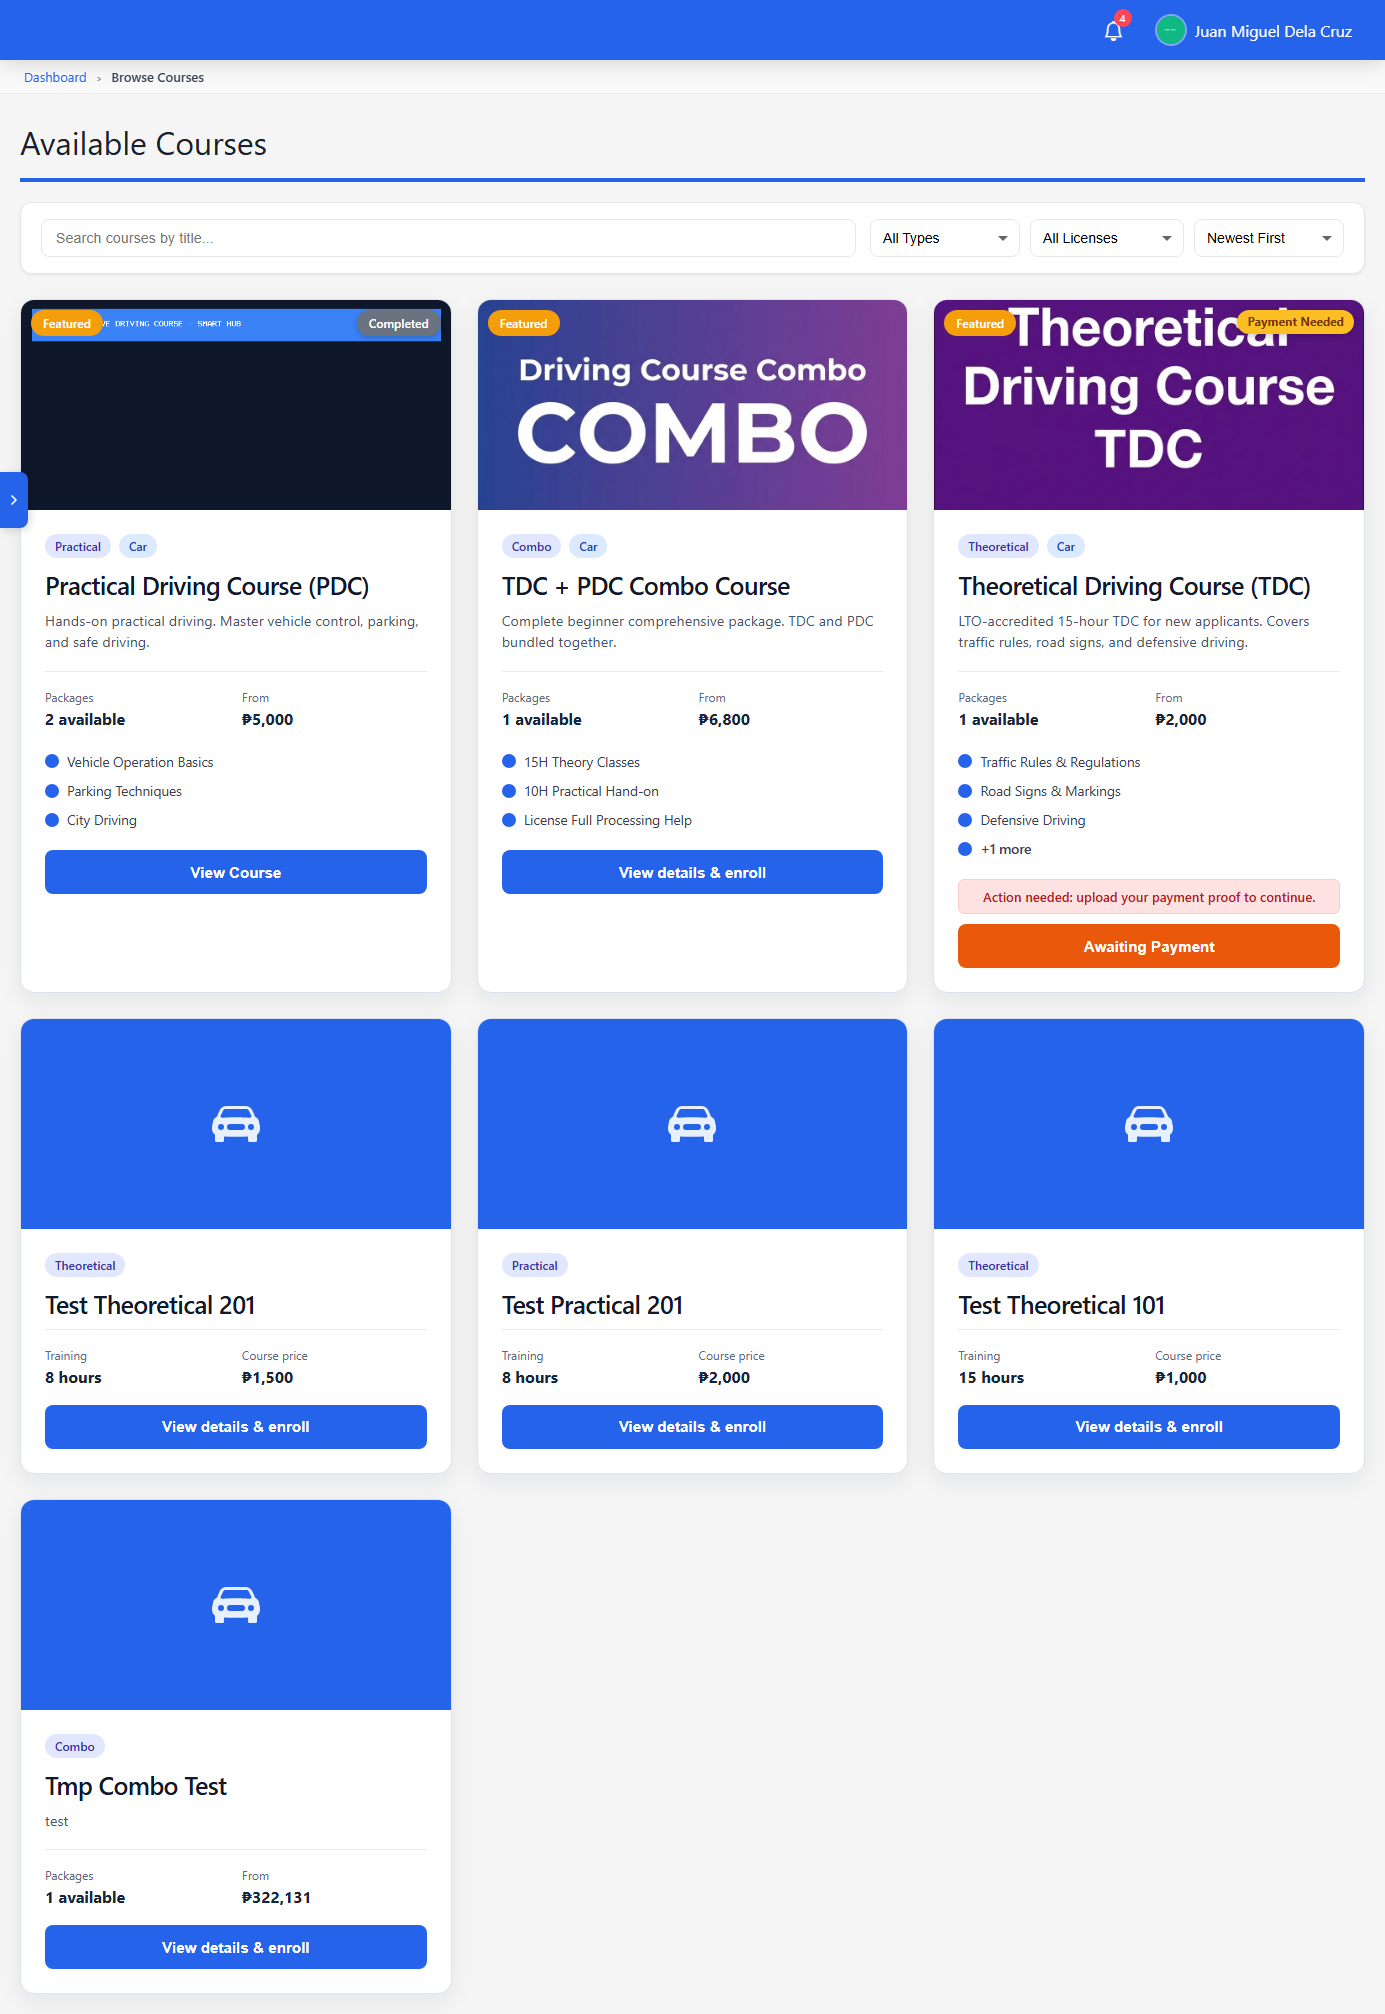 4
Juan Miguel Dela Cruz
Dashboard > Browse Courses
Available Courses
Search courses by title...
All Types
All Licenses
Newest First
Featured
DRIVING COURSE - SMART HUB
Completed
Practical
Car
Practical Driving Course (PDC)
Hands-on practical driving. Master vehicle control, parking,
and safe driving.
Packages
From
2 available
₱5,000
Vehicle Operation Basics
Parking Techniques
City Driving
View Course
Featured
Driving Course Combo
COMBO
Combo
Car
TDC + PDC Combo Course
Complete beginner comprehensive package. TDC and PDC
bundled together.
Packages
From
1 available
₱6,800
15H Theory Classes
10H Practical Hand-on
License Full Processing Help
View details & enroll
Featured
Payment Needed
Theoretical
Driving Course
TDC
Theoretical
Car
Theoretical Driving Course (TDC)
LTO-accredited 15-hour TDC for new applicants. Covers
traffic rules, road signs, and defensive driving.
Packages
From
1 available
₱2,000
Traffic Rules & Regulations
Road Signs & Markings
Defensive Driving
+1 more
Action needed: upload your payment proof to continue.
Awaiting Payment
Theoretical
Test Theoretical 201
Training
Course price
8 hours
₱1,500
View details & enroll
Practical
Test Practical 201
Training
Course price
8 hours
₱2,000
View details & enroll
Theoretical
Test Theoretical 101
Training
Course price
15 hours
₱1,000
View details & enroll
Combo
Tmp Combo Test
test
Packages
From
1 available
₱322,131
View details & enroll